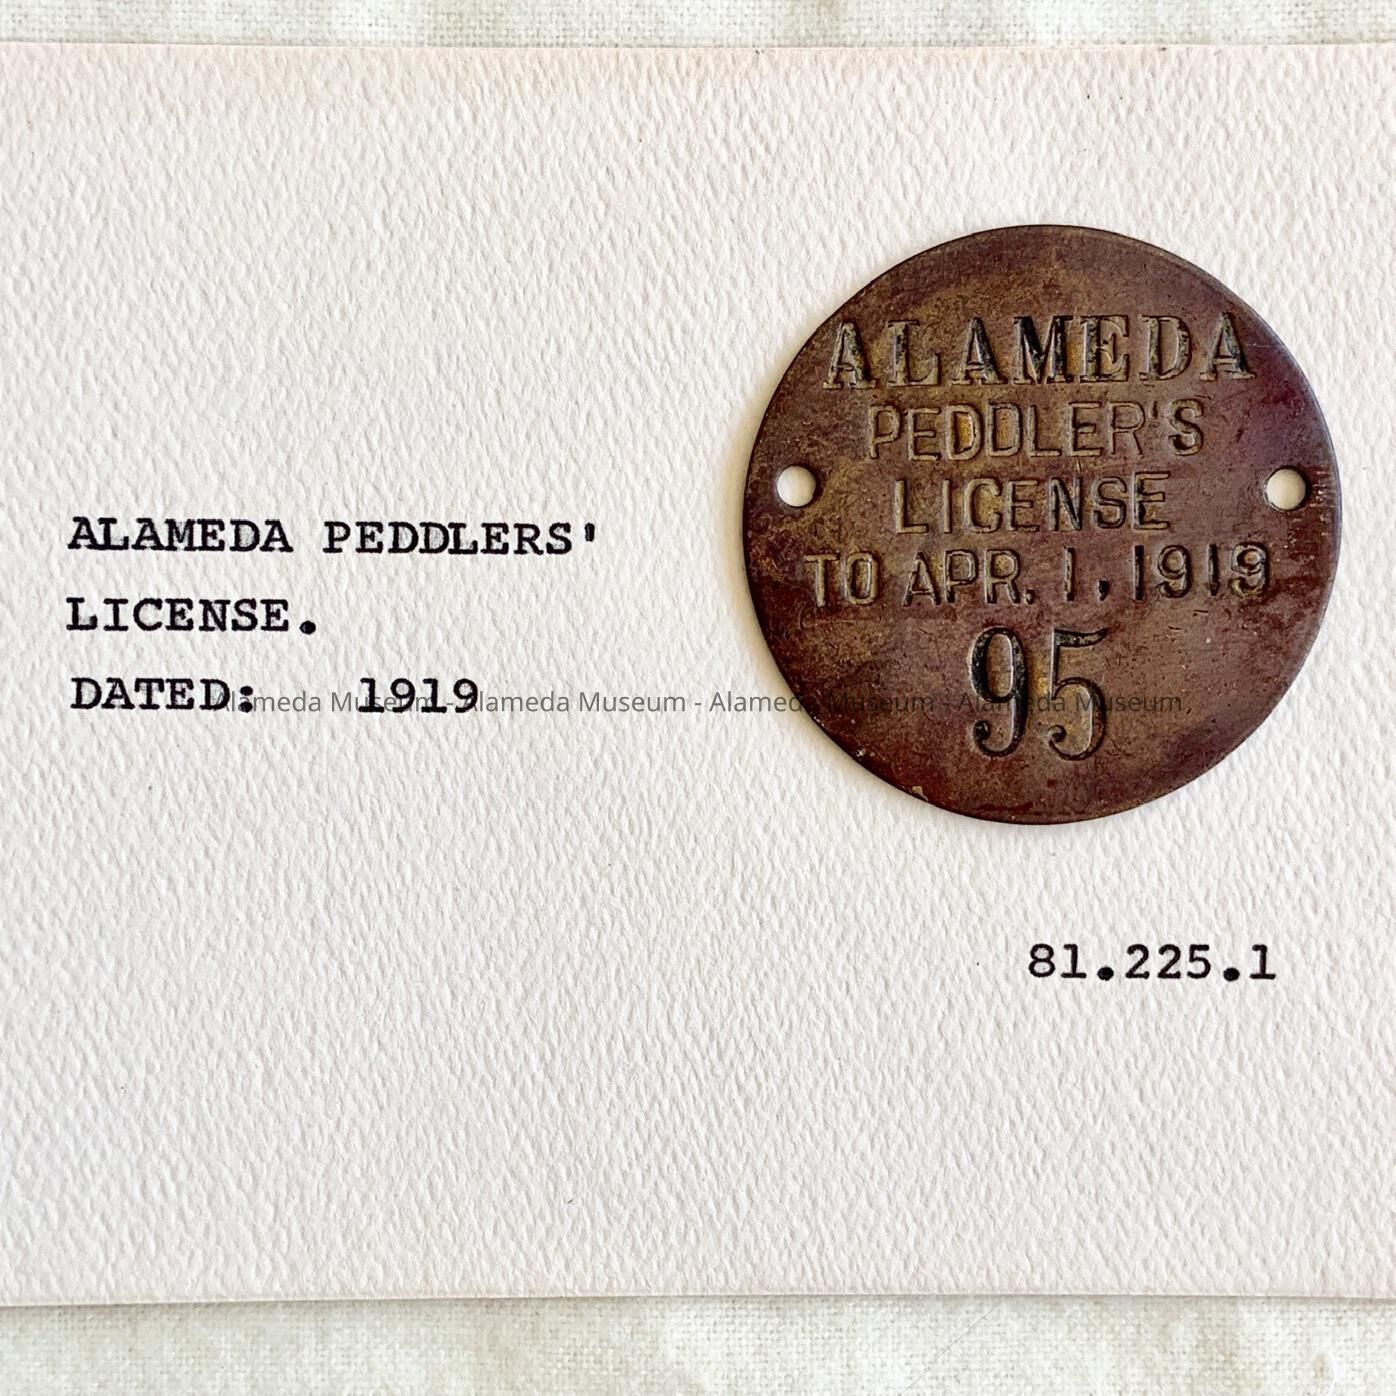 ALAMEDA PEDDLERS'
LICENSE.
DATED: 1919
ALAMEDA
PEDDLER'S
LICENSE
TO APR. 1, 1919
95
Alameda Museum - Alameda Museum - Alameda Museum - Alameda Museum,
81.225.1